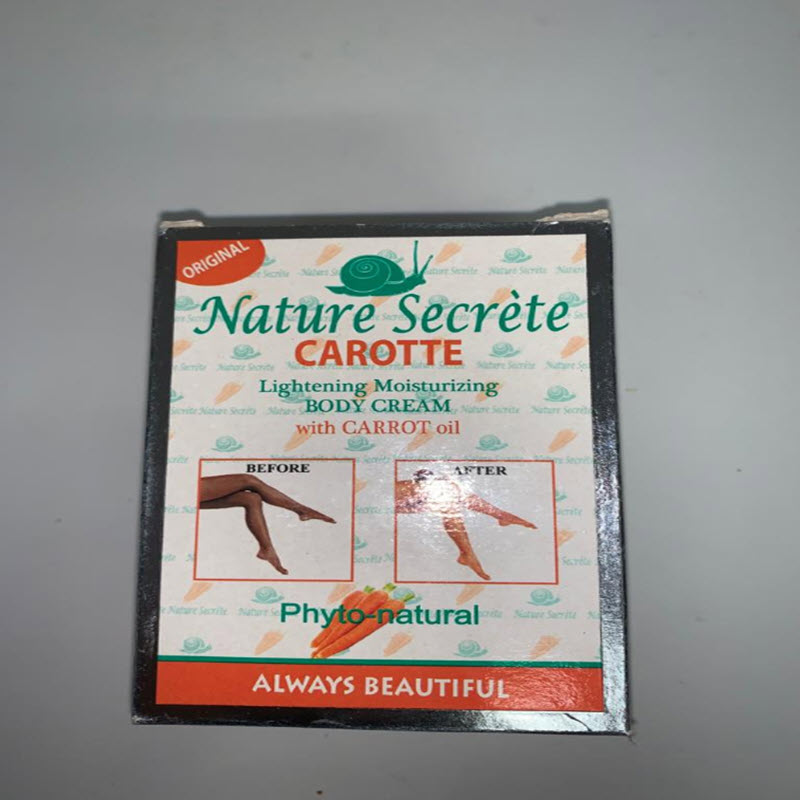 ORIGINAL
Nature Secrète
CAROTTE
Lightening Moisturizing
BODY CREAM
with CARROT oil
BEFORE
AFTER
Phyto-natural
ALWAYS BEAUTIFUL